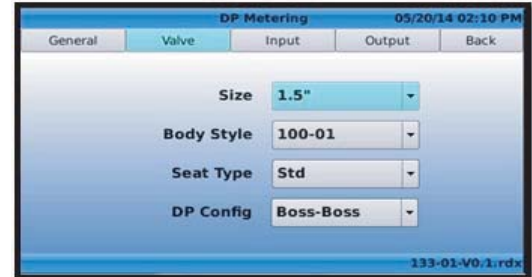 DP Metering 05/20/14 02:10 PM
General Valve Input Output Back
Size 1.5"
Body Style 100-01
Seat Type Std
DP Config Boss-Boss
133-01-V0.1.rdx